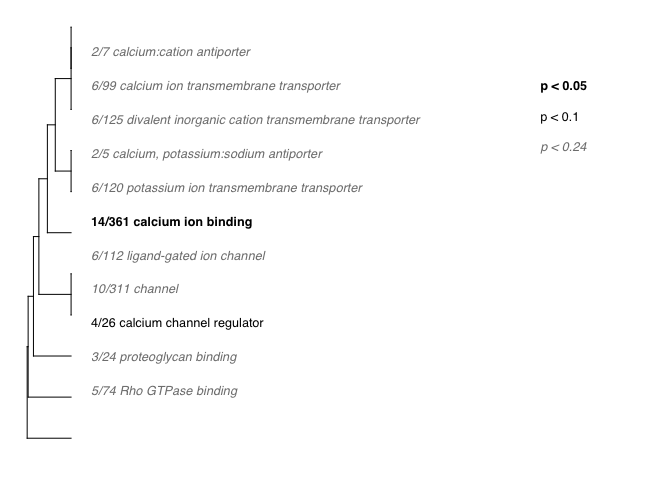 2/7 calcium:cation antiporter
6/99 calcium ion transmembrane transporter
6/125 divalent inorganic cation transmembrane transporter
2/5 calcium, potassium:sodium antiporter
6/120 potassium ion transmembrane transporter
14/361 calcium ion binding
6/112 ligand-gated ion channel
10/311 channel
4/26 calcium channel regulator
3/24 proteoglycan binding
5/74 Rho GTPase binding
p < 0.05
p < 0.1
p < 0.24